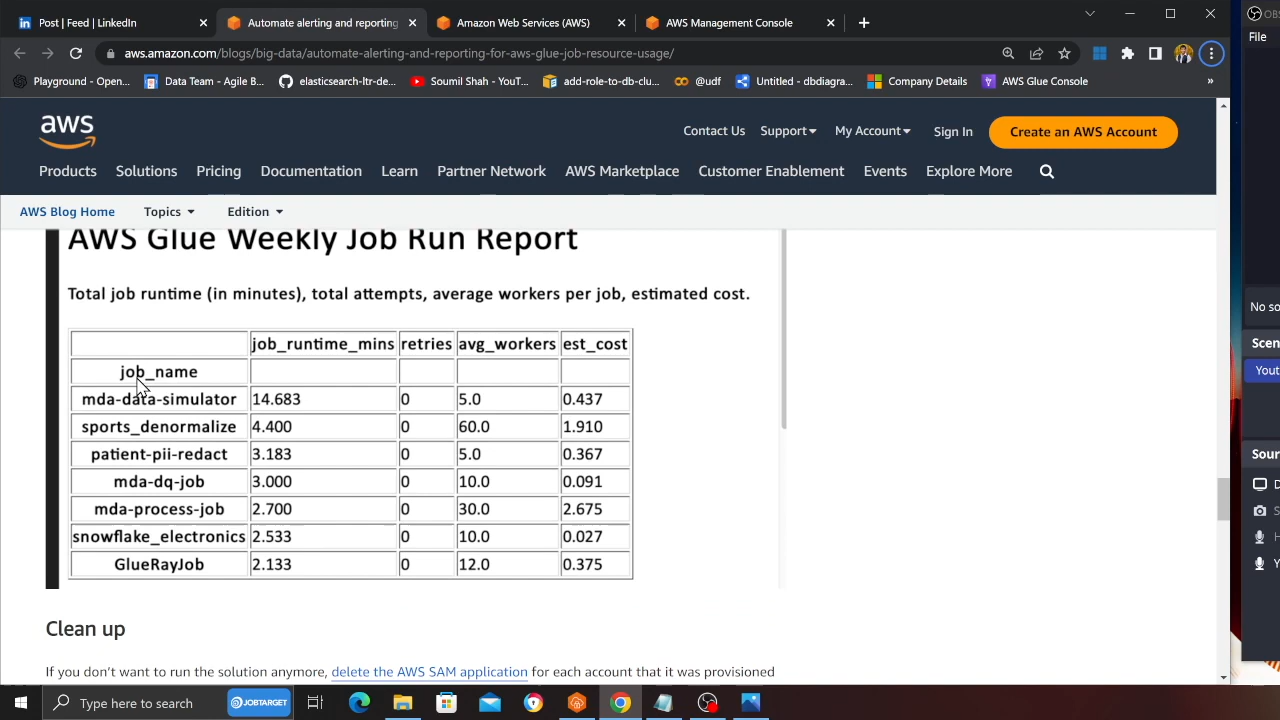 Post | Feed | LinkedIn
Automate alerting and reporting
Amazon Web Services (AWS)
AWS Management Console
File
aws.amazon.com/blogs/big-data/automate-alerting-and-reporting-for-aws-glue-job-resource-usage/
Playground - Open...
Data Team - Agile B...
elasticsearch-ltr-de...
Soumil Shah - YouT...
add-role-to-db-clu...
@udf
Untitled - dbdiagra...
Company Details
AWS Glue Console
»
aws
Contact Us
Support
My Account
Sign In
Create an AWS Account
Products
Solutions
Pricing
Documentation
Learn
Partner Network
AWS Marketplace
Customer Enablement
Events
Explore More
AWS Blog Home
Topics
Edition
AWS Glue Weekly Job Run Report
Total job runtime (in minutes), total attempts, average workers per job, estimated cost.
job_runtime_mins retries avg_workers est_cost
job_name
mda-data-simulator 14.683 0 5.0 0.437
sports_denormalize 4.400 0 60.0 1.910
patient-pii-redact 3.183 0 5.0 0.367
mda-dq-job 3.000 0 10.0 0.091
mda-process-job 2.700 30.0 2.675
snowflake_electronics 2.533 0 10.0 0.027
GlueRayJob 2.133 0 12.0 0.375
Clean up
If you don't want to run the solution anymore, delete the AWS SAM application for each account that it was provisioned
No so
Scen
Yout
Sour
Type here to search
JOBTARGET